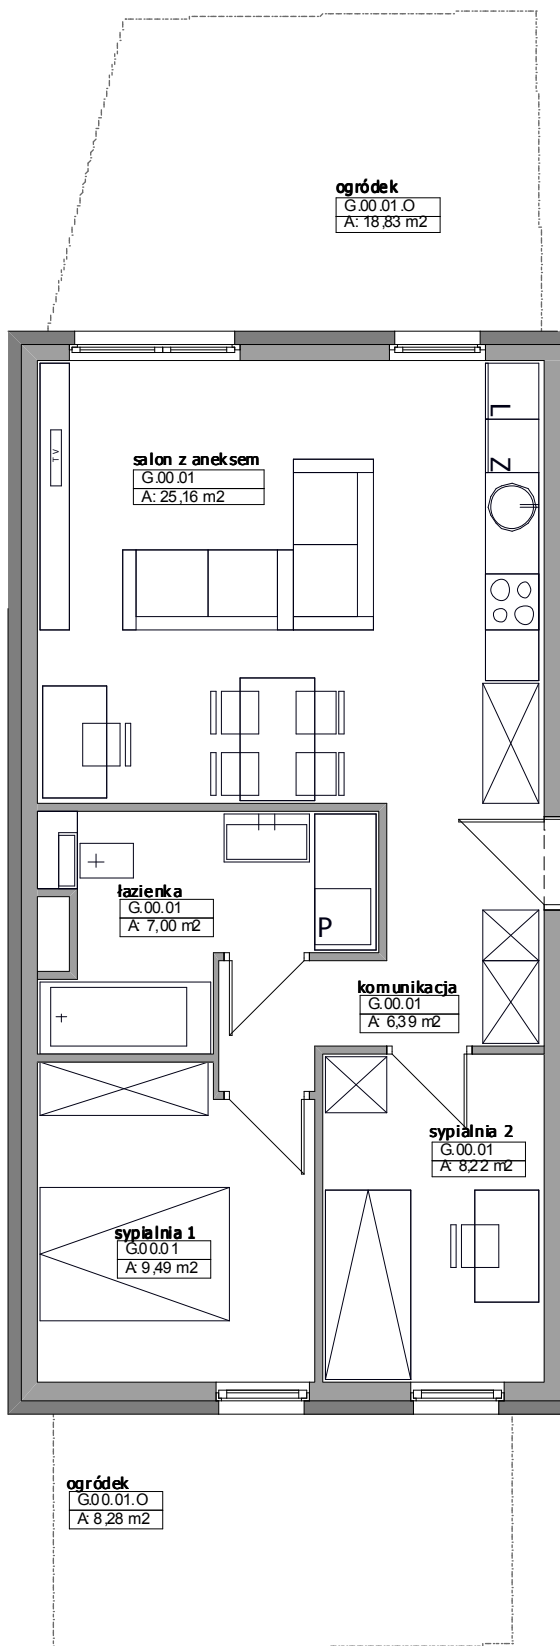 ogródek
G.00.01.O
A: 18,83 m2
L
salon z aneksem
G.00.01
A: 25,16 m2
TV
Z
łazienka
G.00.01
A: 7,00 m2
P
komunikacja
G.00.01
A: 6,39 m2
sypialnia 2
G.00.01
A: 8,22 m2
sypialnia 1
G.00.01
A: 9,49 m2
ogródek
G.00.01.O
A: 8,28 m2